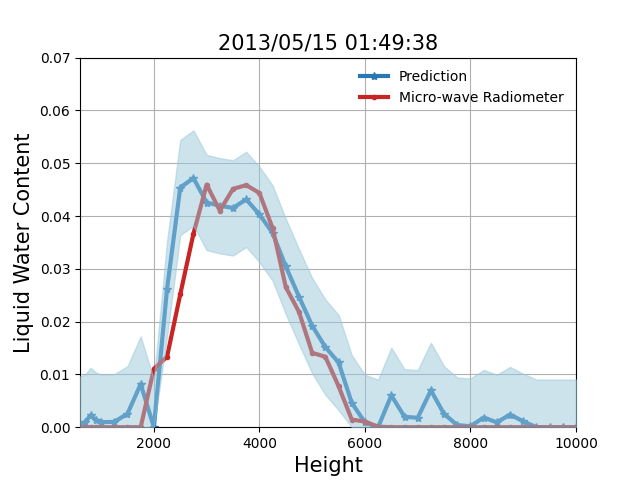 2013/05/15 01:49:38
0.07
0.06
0.05
0.04
0.03
0.02
0.01
0.00
Liquid Water Content
Prediction
Micro-wave Radiometer
2000 4000 6000 8000 10000
Height